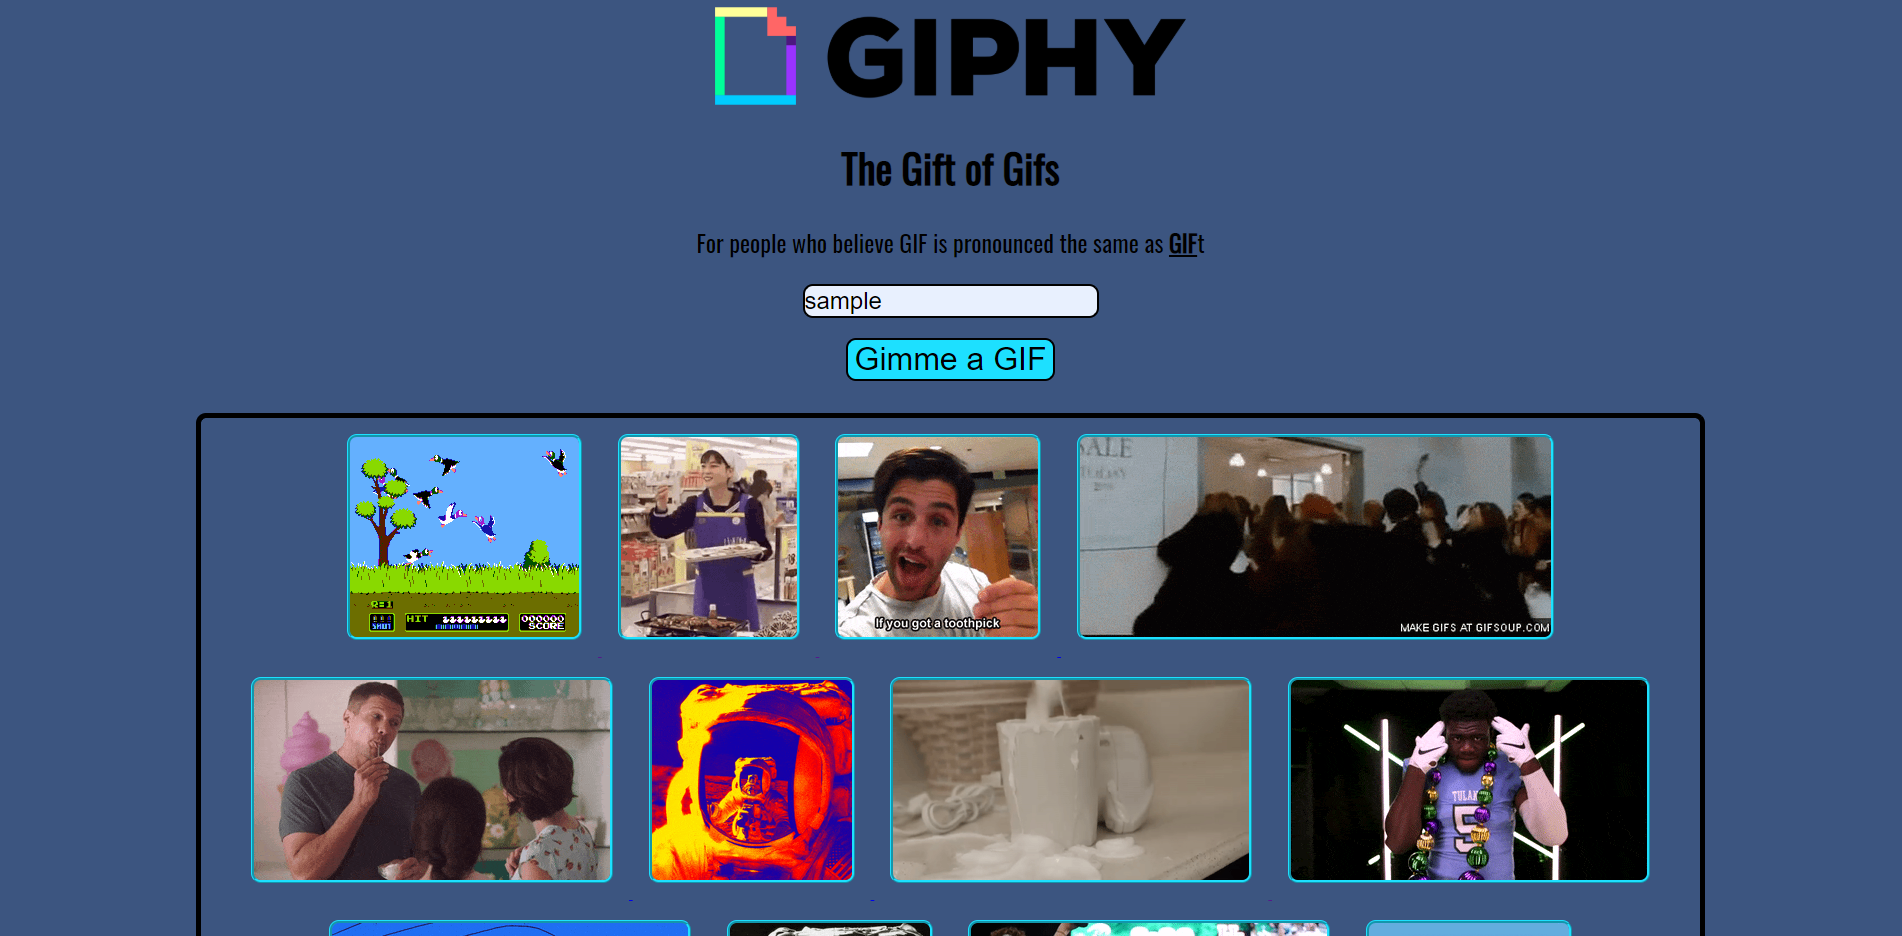 GIPHY
The Gift of Gifs
For people who believe GIF is pronounced the same as GIFt
sample
Gimme a GIF
R=1
SHOT
HIT
000000
SCORE
If you got a toothpick
SALE
MAKE GIFS AT GIFSOUP.COM
TULANE
5